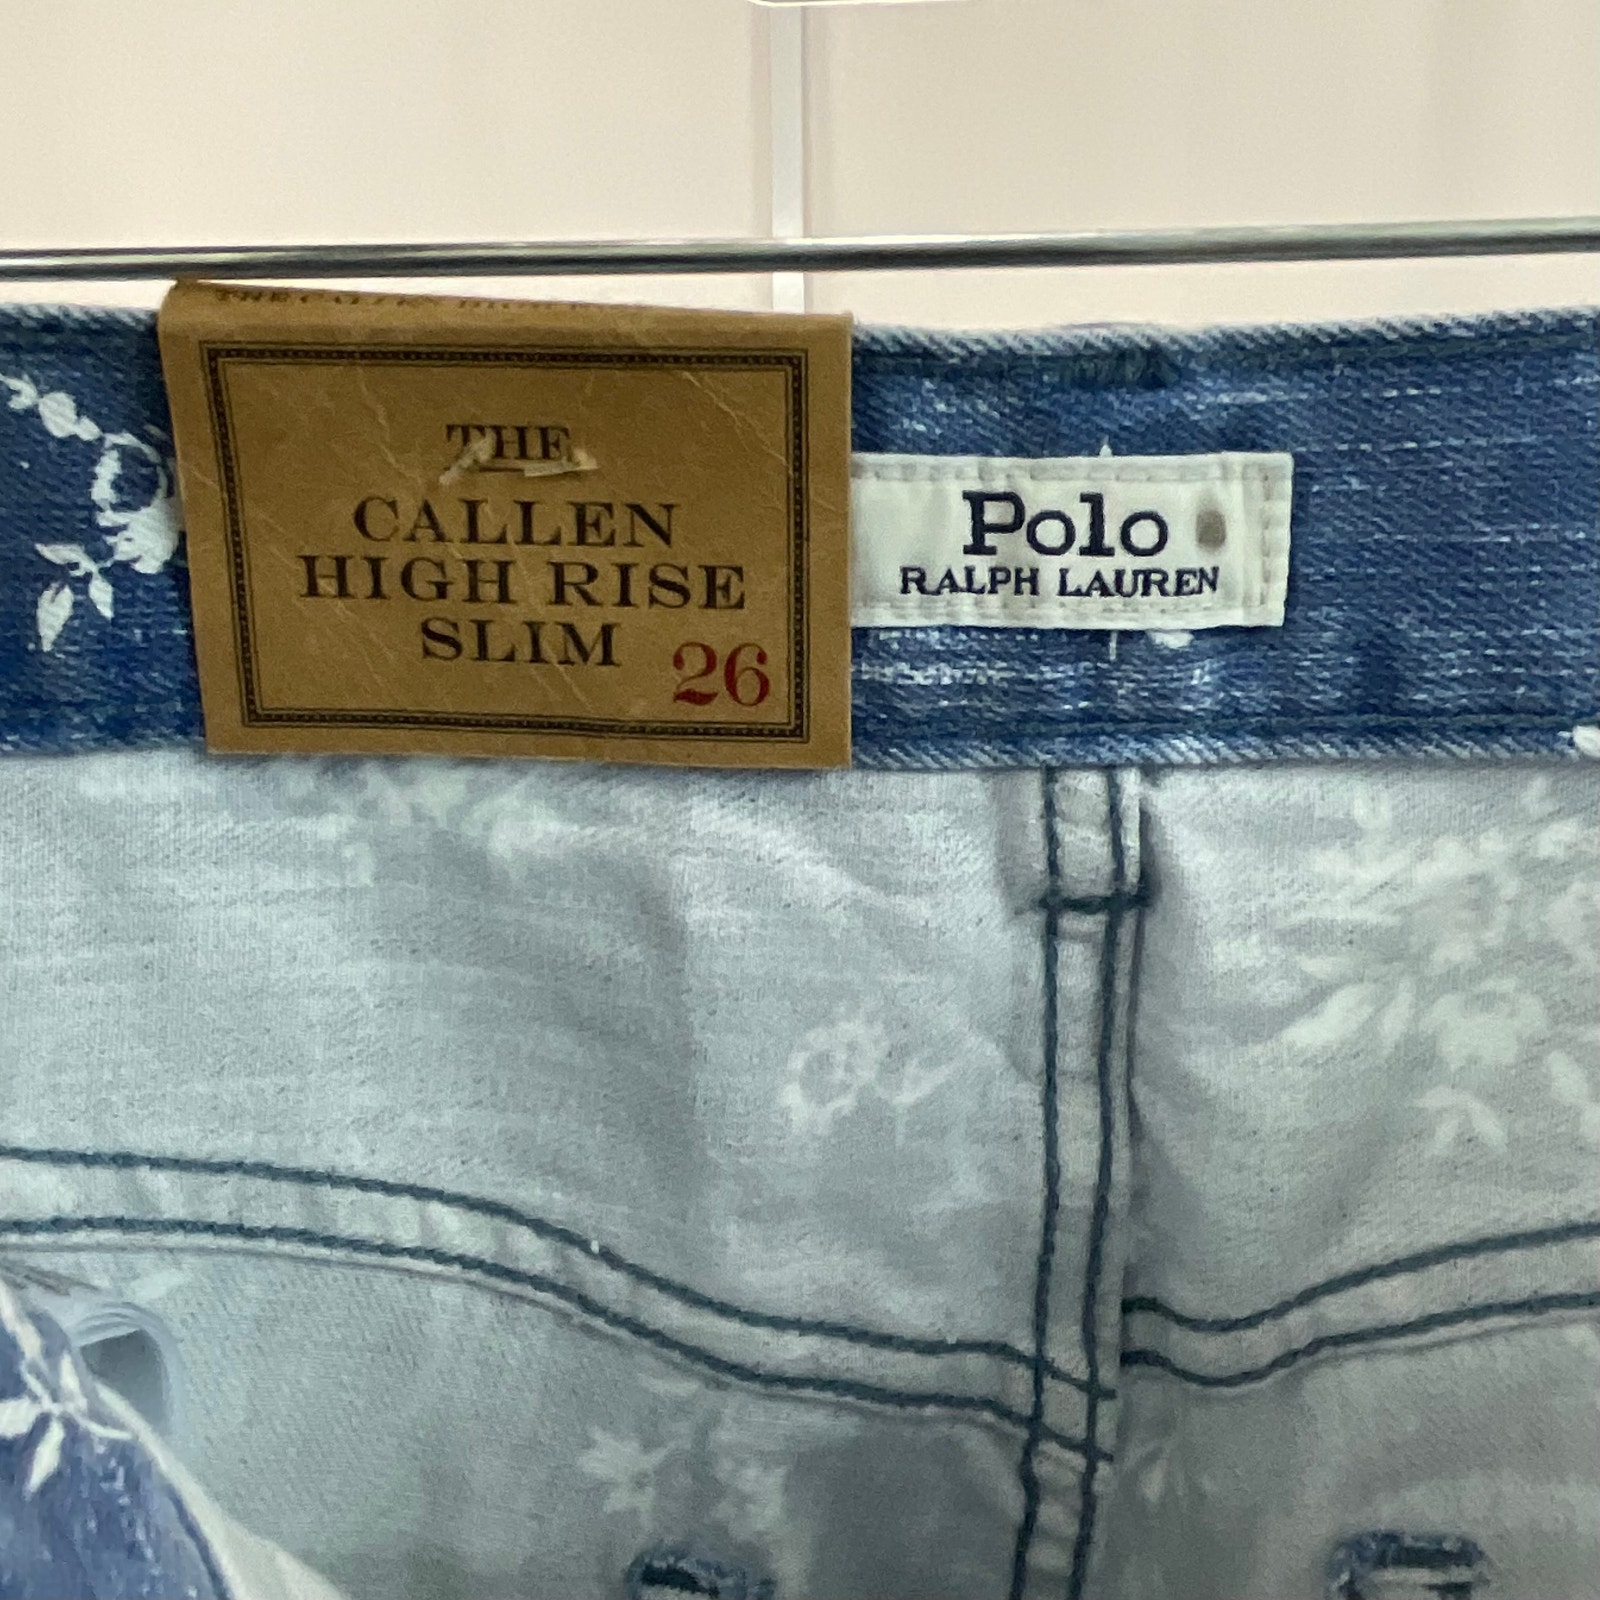 THE
CALLEN
HIGH RISE
SLIM
26
Polo
RALPH LAUREN